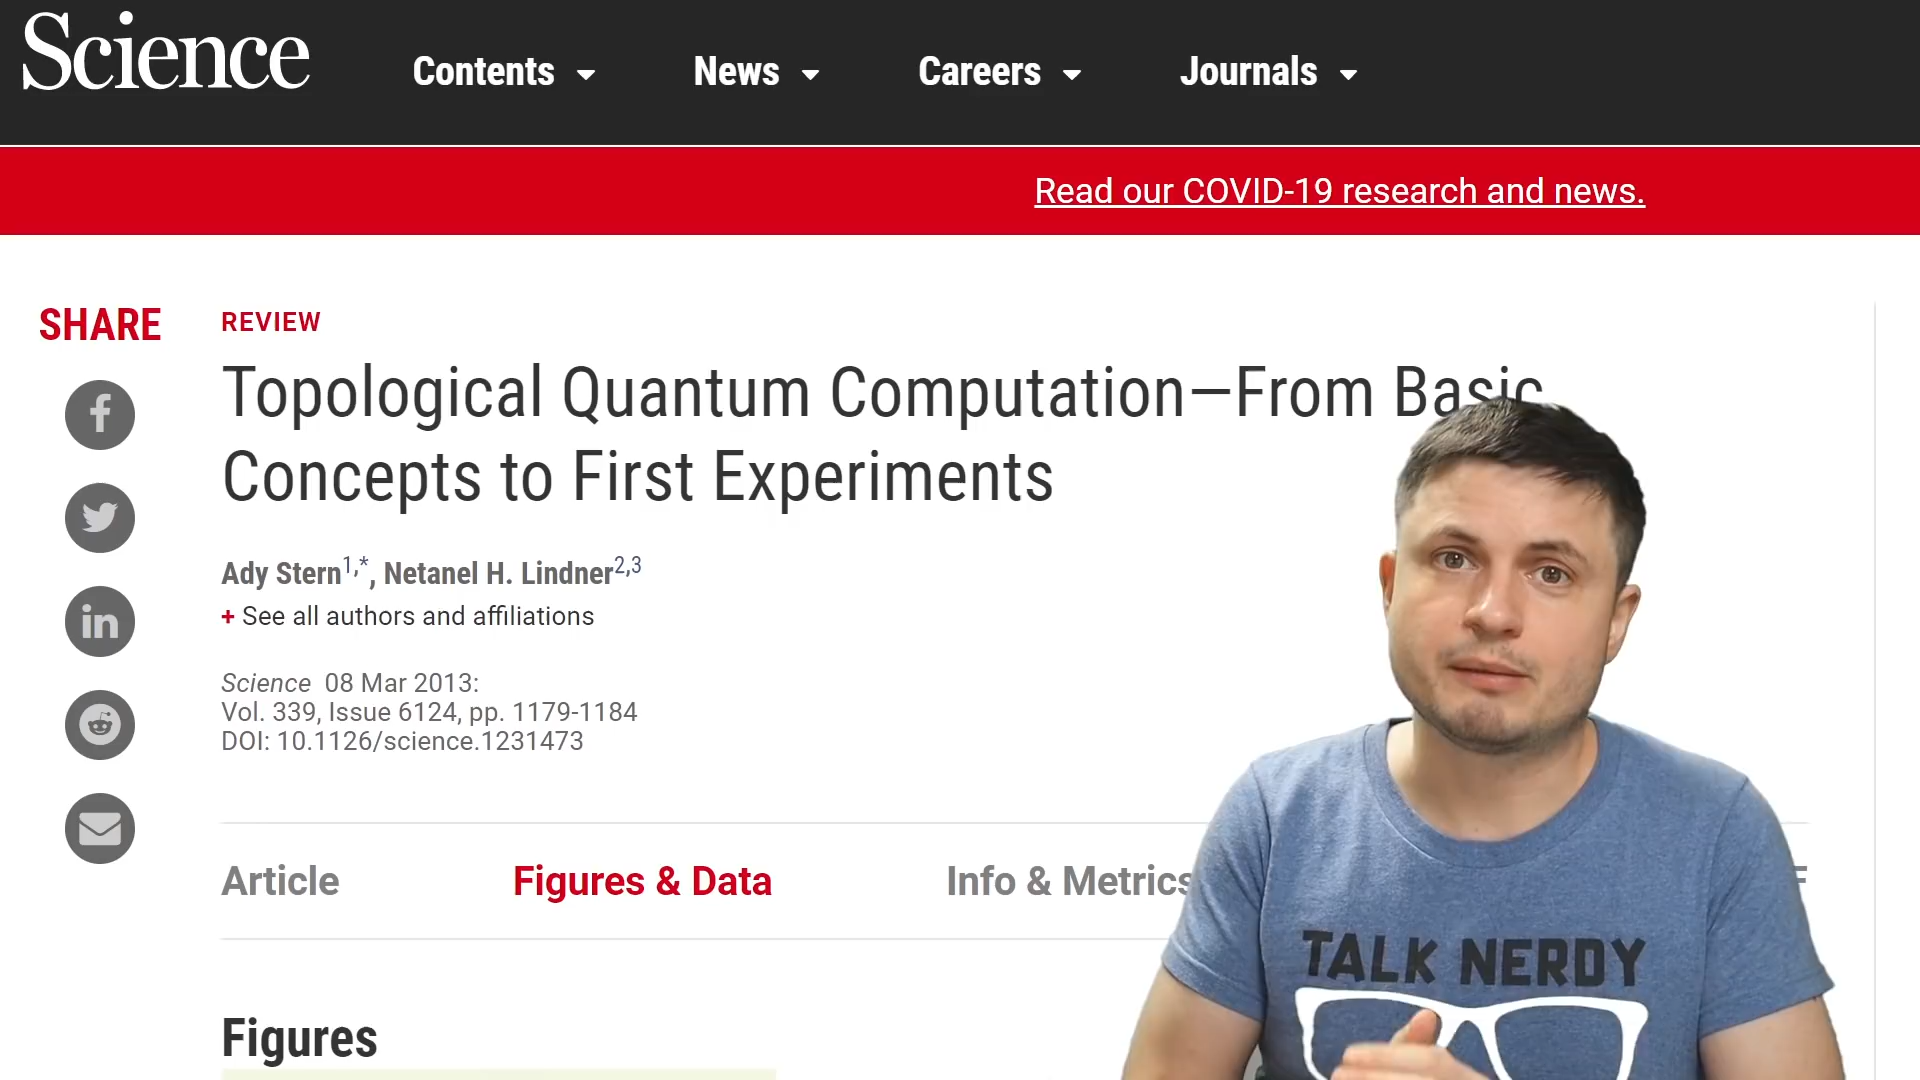 Science
Contents
News
Careers
Journals
Read our COVID-19 research and news.
SHARE
REVIEW
Topological Quantum Computation—From Basic
Concepts to First Experiments
Ady Stern1,*, Netanel H. Lindner2,3
+ See all authors and affiliations
Science 08 Mar 2013:
Vol. 339, Issue 6124, pp. 1179-1184
DOI: 10.1126/science.1231473
Article
Figures & Data
Info & Metrics
Figures
TALK NERDY